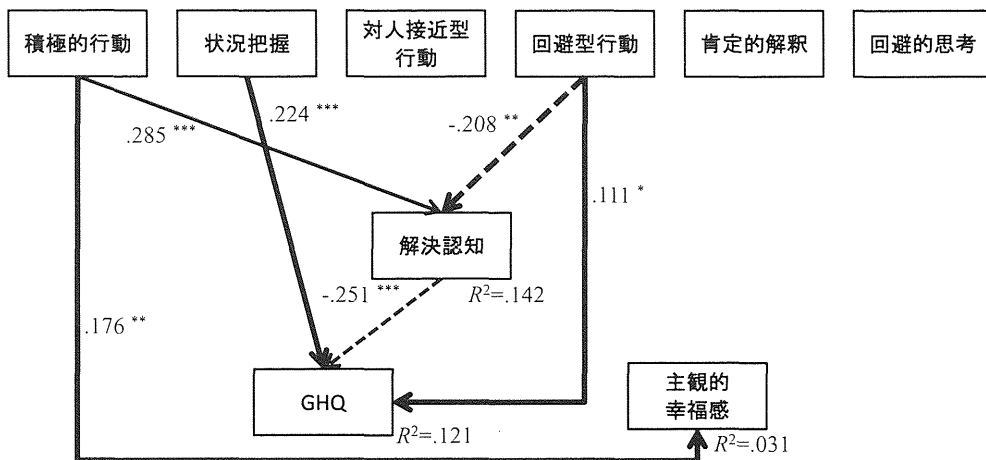 積極的行動
状況把握
対人接近型
行動
回避型行動
肯定的解釈
回避的思考
.285 ***
.224 ***
-.208 **
.111 *
解決認知
R²=.142
-.251 ***
.176 **
GHQ
R²=.121
主観的
幸福感
R²=.031